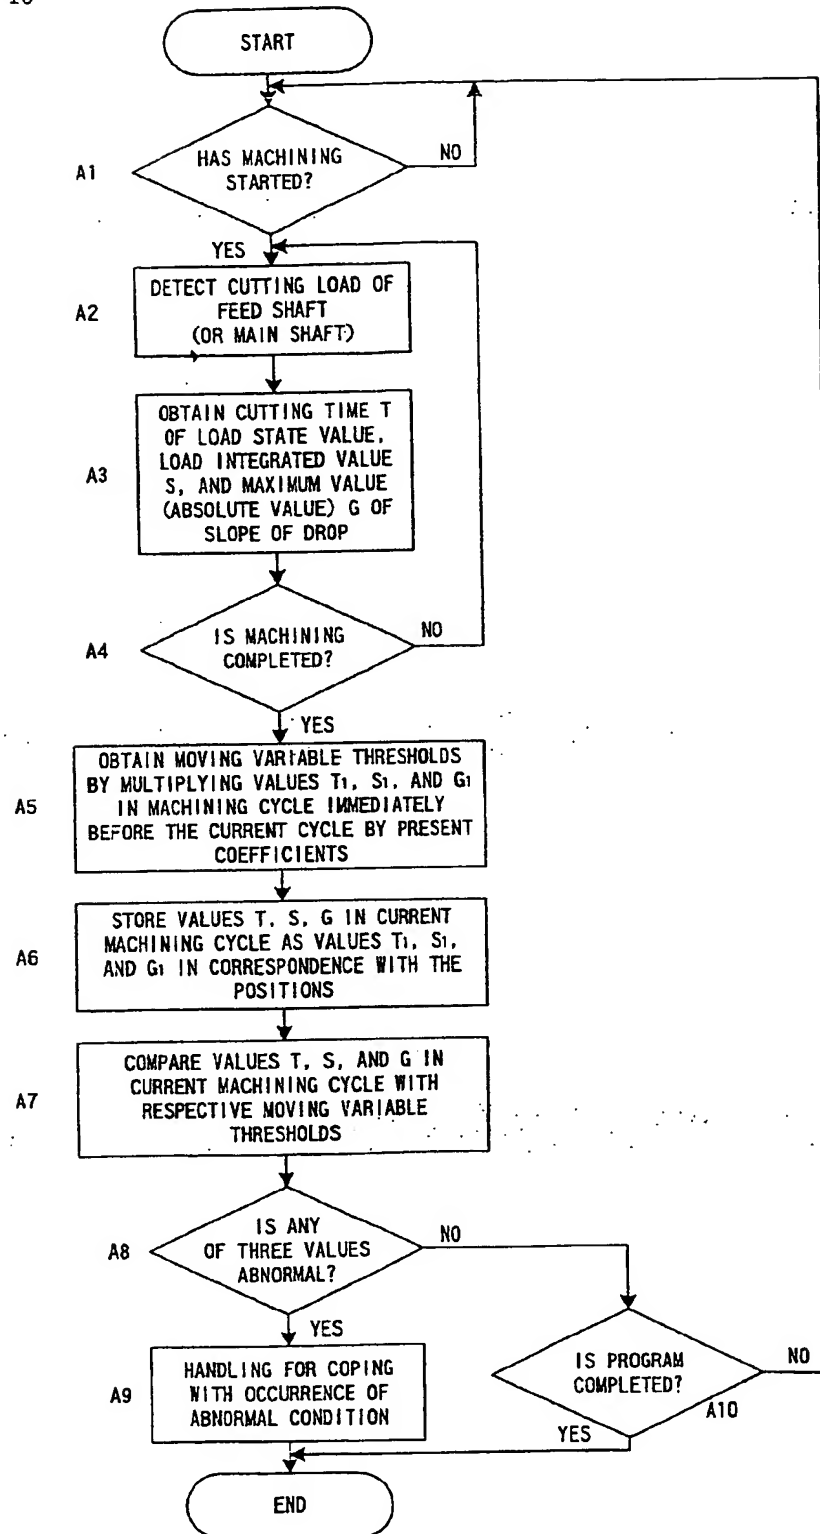 START
A1
HAS MACHINING
STARTED?
NO
YES
A2
DETECT CUTTING LOAD OF
FEED SHAFT
(OR MAIN SHAFT)
A3
OBTAIN CUTTING TIME T
OF LOAD STATE VALUE,
LOAD INTEGRATED VALUE
S, AND MAXIMUM VALUE
(ABSOLUTE VALUE) G OF
SLOPE OF DROP
A4
IS MACHINING
COMPLETED?
NO
YES
A5
OBTAIN MOVING VARIABLE THRESHOLDS
BY MULTIPLYING VALUES T1, S1, AND G1
IN MACHINING CYCLE IMMEDIATELY
BEFORE THE CURRENT CYCLE BY PRESENT
COEFFICIENTS
A6
STORE VALUES T, S, G IN CURRENT
MACHINING CYCLE AS VALUES T1, S1,
AND G1 IN CORRESPONDENCE WITH THE
POSITIONS
A7
COMPARE VALUES T, S, AND G IN
CURRENT MACHINING CYCLE WITH
RESPECTIVE MOVING VARIABLE
THRESHOLDS
A8
IS ANY
OF THREE VALUES
ABNORMAL?
NO
YES
A9
HANDLING FOR COPING
WITH OCCURRENCE OF
ABNORMAL CONDITION
IS PROGRAM
COMPLETED?
NO
A10
YES
END